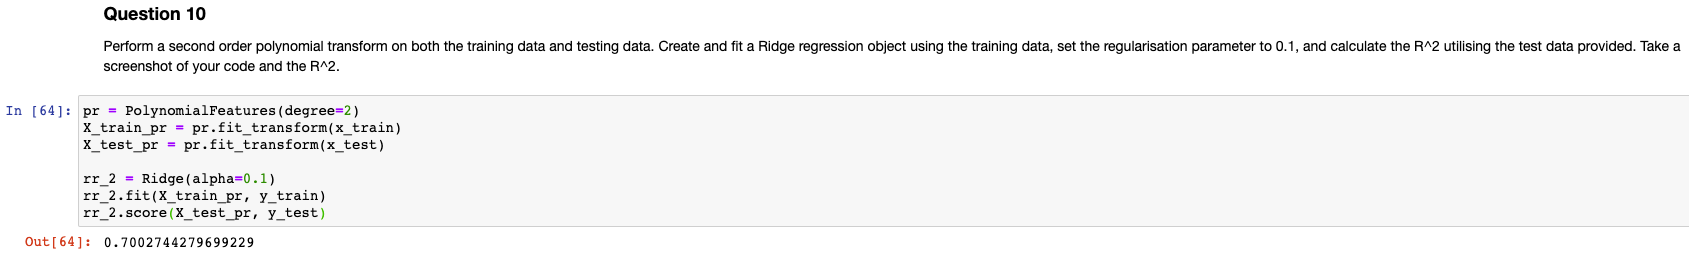 Question 10
Perform a second order polynomial transform on both the training data and testing data. Create and fit a Ridge regression object using the training data, set the regularisation parameter to 0.1, and calculate the R^2 utilising the test data provided. Take a
screenshot of your code and the R^2.
In [64]: pr = PolynomialFeatures(degree=2)
X_train_pr = pr.fit_transform(x_train)
X_test_pr = pr.fit_transform(x_test)
rr_2 = Ridge(alpha=0.1)
rr_2.fit(X_train_pr, y_train)
rr_2.score(X_test_pr, y_test)
Out[64]: 0.7002744279699229